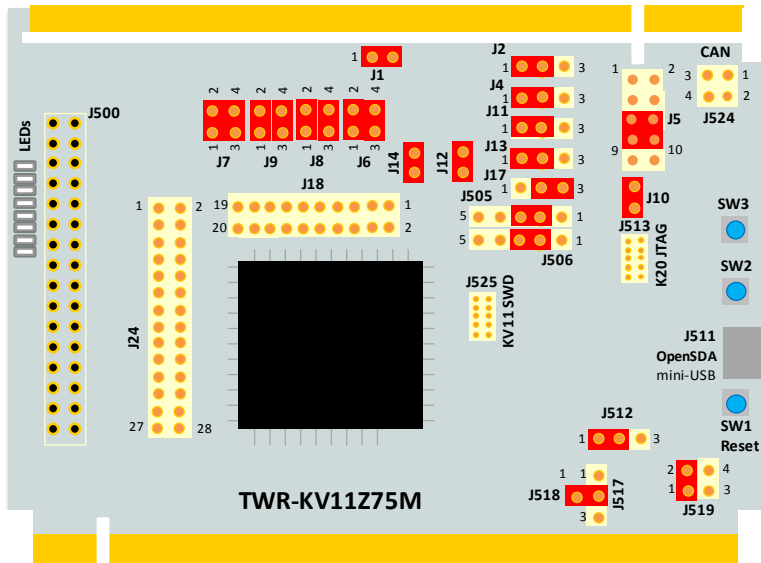 J2
CAN
1
J1
1
3
1
2
3
1
J4
4
2
J524
1
3
2
4
2
4
2
4
2
4
J11
1
3
J5
J500
LEDs
1
3
1
3
1
3
1
3
J7
J9
J8
J6
J14
J12
J13
1
3
9
10
J17
J18
1
3
J10
1
2
19
1
J505
5
1
J513
SW3
20
2
5
1
J506
K20 JTAG
SW2
J525
KV11 SWD
J24
J511
OpenSDA
mini-USB
27
28
J512
1
3
SW1
Reset
1
1
2
4
J518
J517
1
3
3
J519
TWR-KV11Z75M